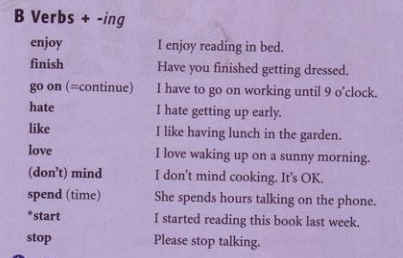 B Verbs + -ing
enjoy I enjoy reading in bed.
finish Have you finished getting dressed.
go on (=continue) I have to go on working until 9 o'clock.
hate I hate getting up early.
like I like having lunch in the garden.
love I love waking up on a sunny morning.
(don't) mind I don't mind cooking. It's OK.
spend (time) She spends hours talking on the phone.
*start I started reading this book last week.
stop Please stop talking.